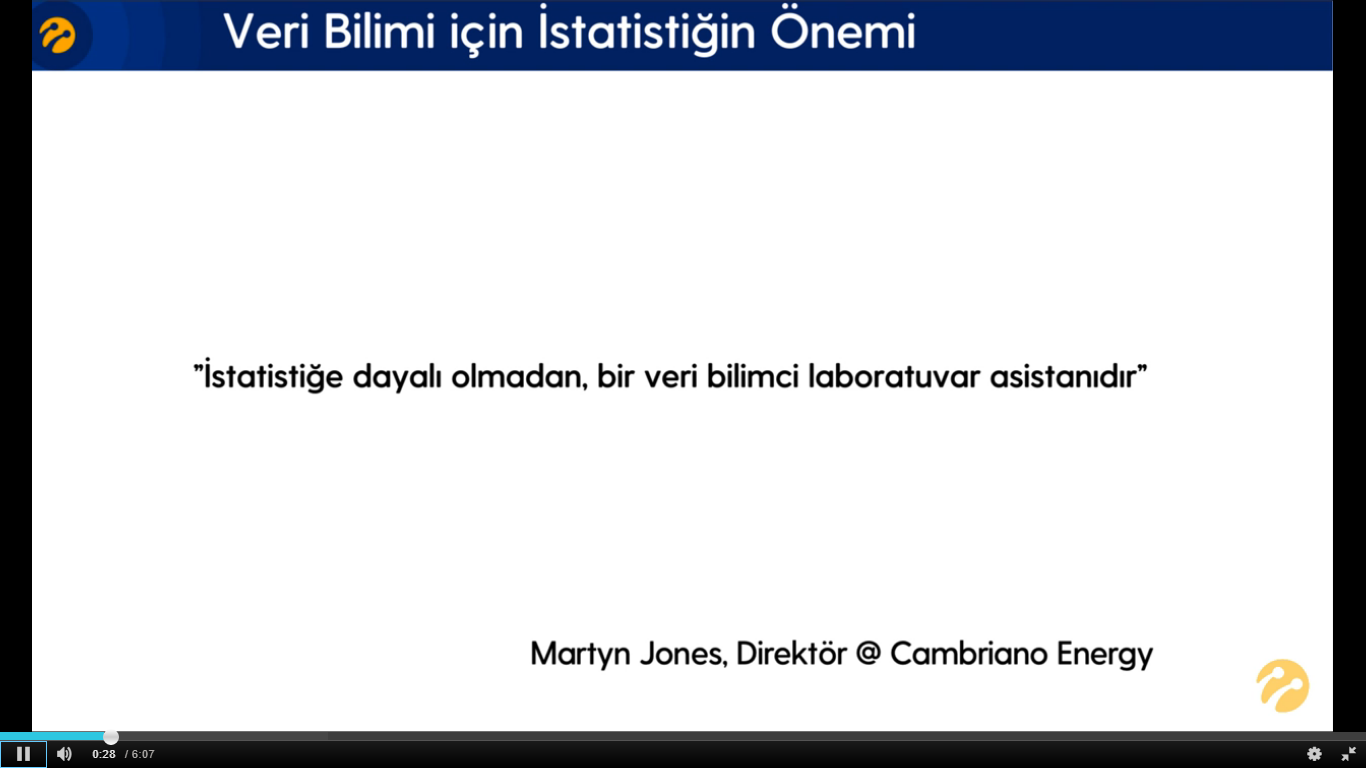 Veri Bilimi için İstatistiğin Önemi
"İstatistiğe dayalı olmadan, bir veri bilimci laboratuvar asistanıdır"
Martyn Jones, Direktör @ Cambriano Energy
0:28 / 6:07